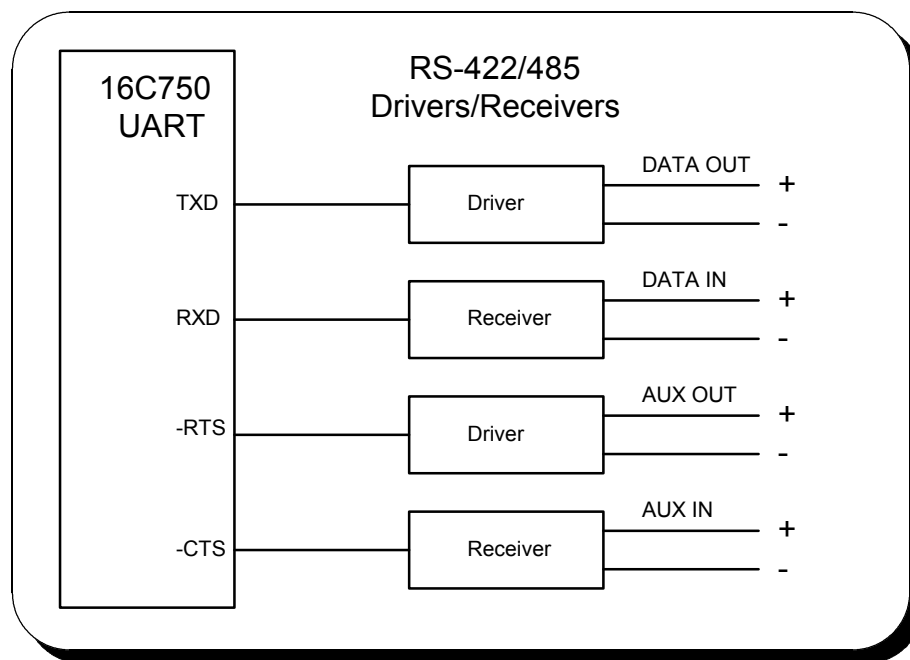 16C750
UART
RS-422/485
Drivers/Receivers
TXD
Driver
DATA OUT
+
-
RXD
Receiver
DATA IN
+
-
-RTS
Driver
AUX OUT
+
-
-CTS
Receiver
AUX IN
+
-